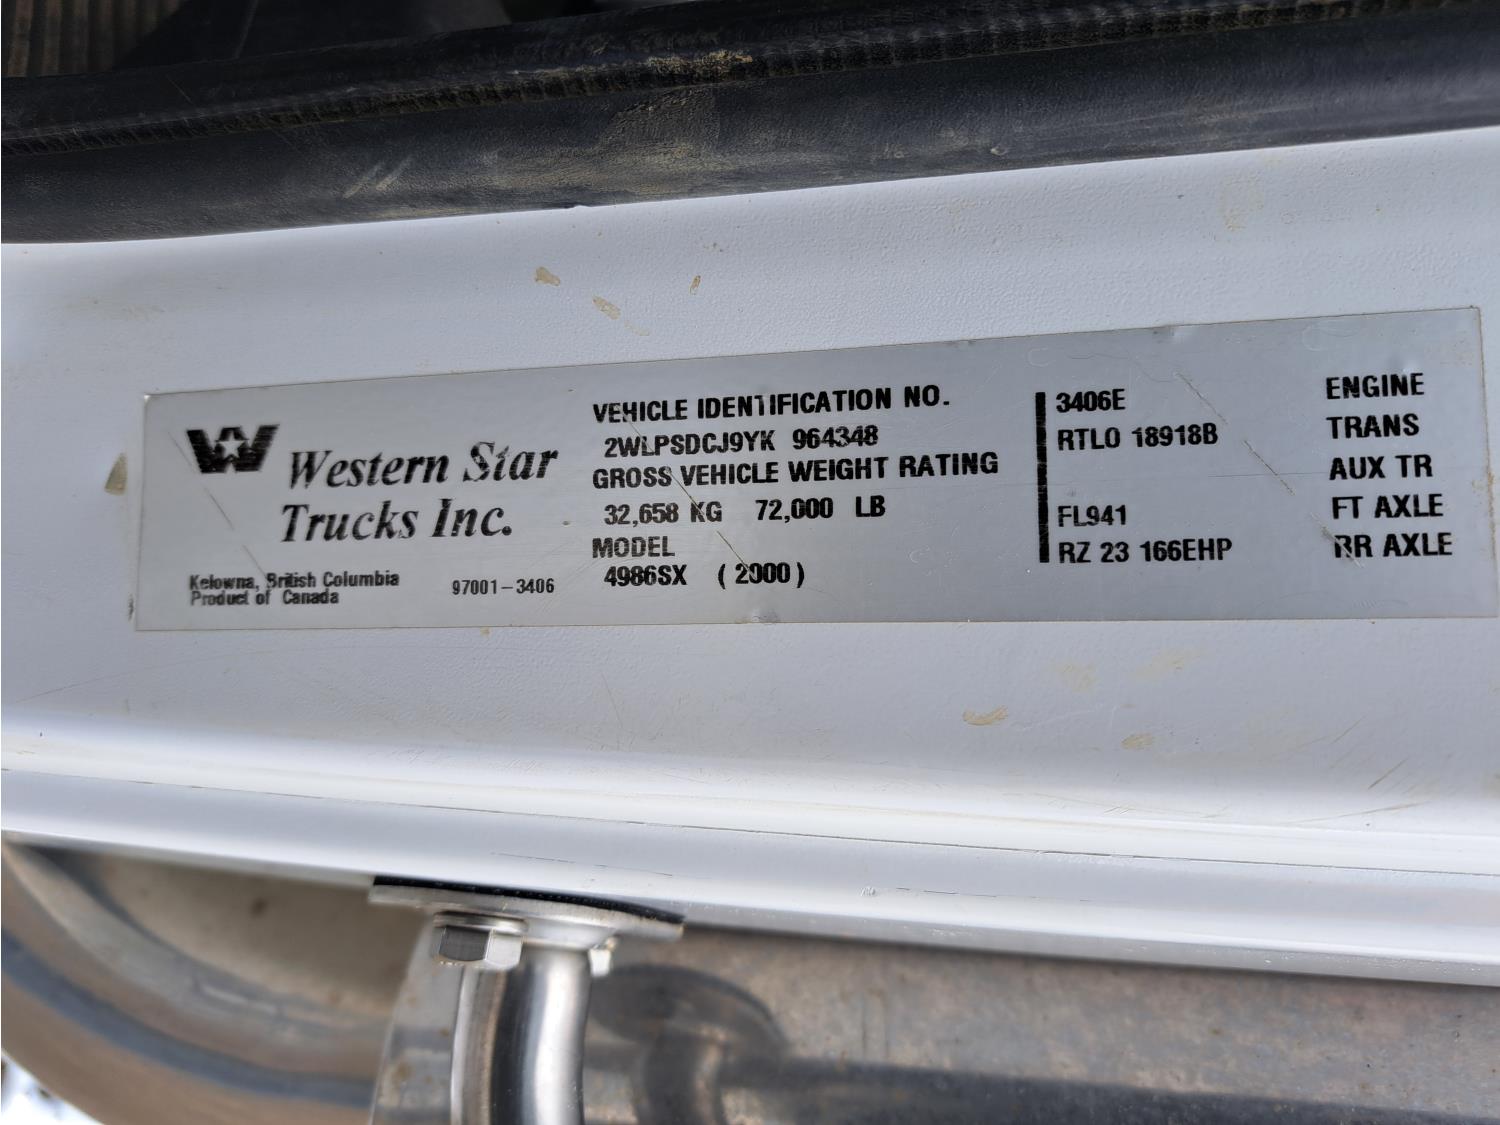 Western Star
Trucks Inc.
Kelowna, British Columbia
Product of Canada
97001-3406
VEHICLE IDENTIFICATION NO.
2WLPSDCJ9YK 964348
GROSS VEHICLE WEIGHT RATING
32,658 KG 72,000 LB
MODEL
4986SX (2000)
3406E ENGINE
RTLO 18918B TRANS
AUX TR
FL941 FT AXLE
RZ 23 166EHP RR AXLE